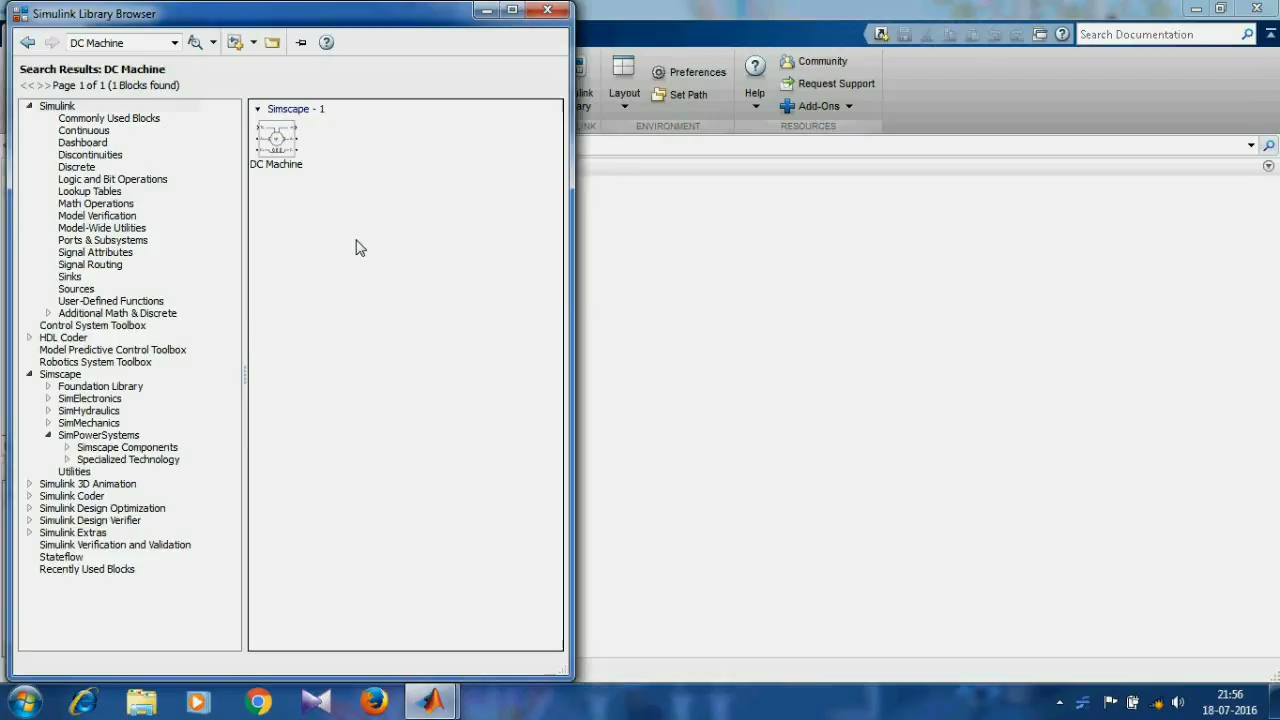 Simulink Library Browser
DC Machine
Search Results: DC Machine
<< >> Page 1 of 1 (1 Blocks found)
Simulink
Commonly Used Blocks
Continuous
Dashboard
Discontinuities
Discrete
Logic and Bit Operations
Lookup Tables
Math Operations
Model Verification
Model-Wide Utilities
Ports & Subsystems
Signal Attributes
Signal Routing
Sinks
Sources
User-Defined Functions
Additional Math & Discrete
Control System Toolbox
HDL Coder
Model Predictive Control Toolbox
Robotics System Toolbox
Simscape
Foundation Library
SimElectronics
SimHydraulics
SimMechanics
SimPowerSystems
Simscape Components
Specialized Technology
Utilities
Simulink 3D Animation
Simulink Coder
Simulink Design Optimization
Simulink Design Verifier
Simulink Extras
Simulink Verification and Validation
Stateflow
Recently Used Blocks
Simscape - 1
DC Machine
Search Documentation
Layout
Preferences
Set Path
ENVIRONMENT
Help
Community
Request Support
Add-Ons
RESOURCES
21:56
18-07-2016